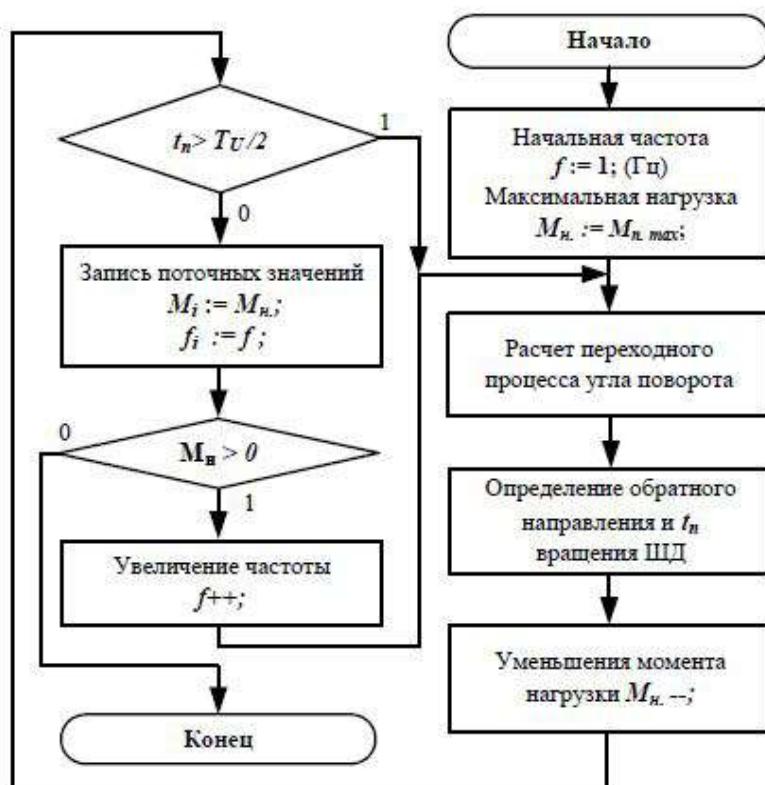 Начало
Начальная частота
f := 1; (Гц)
Максимальная нагрузка
Mн. := Mп. max;
Расчет переходного
процесса угла поворота
Определение обратного
направления и tп
вращения ШД
Уменьшения момента
нагрузки Mн. --;
tп> TU/2
1
0
Запись поточных значений
Mi := Mн.;
fi := f ;
0
Mн > 0
1
Увеличение частоты
f++;
Конец